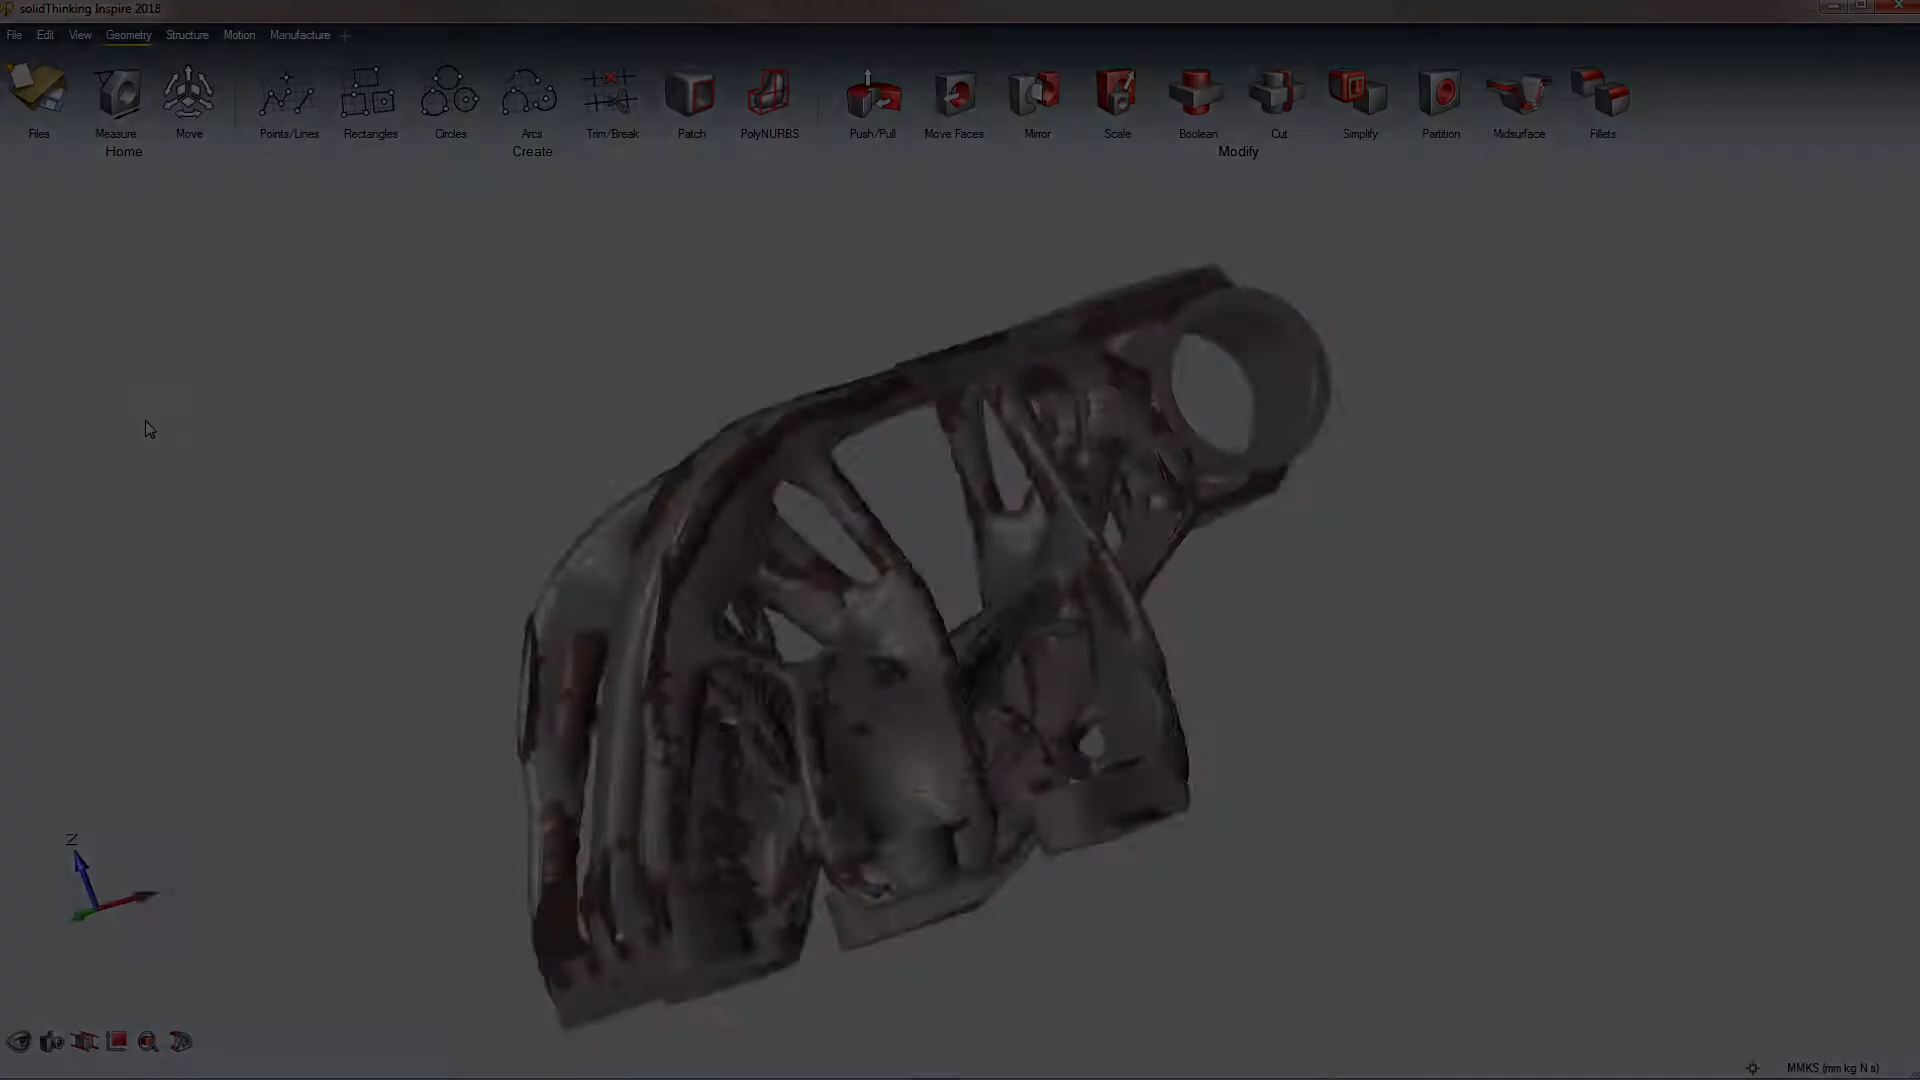 solidThinking Inspire 2018
File Edit View Geometry Structure Motion Manufacture
Files Measure Move Points/Lines Rectangles Circles Arcs Trim/Break Patch PolyNURBS Push/Pull Move Faces Mirror Scale Boolean Cut Simplify Partition Midsurface Fillets
Home Create Modify
Z
MMKS (mm kg N s)